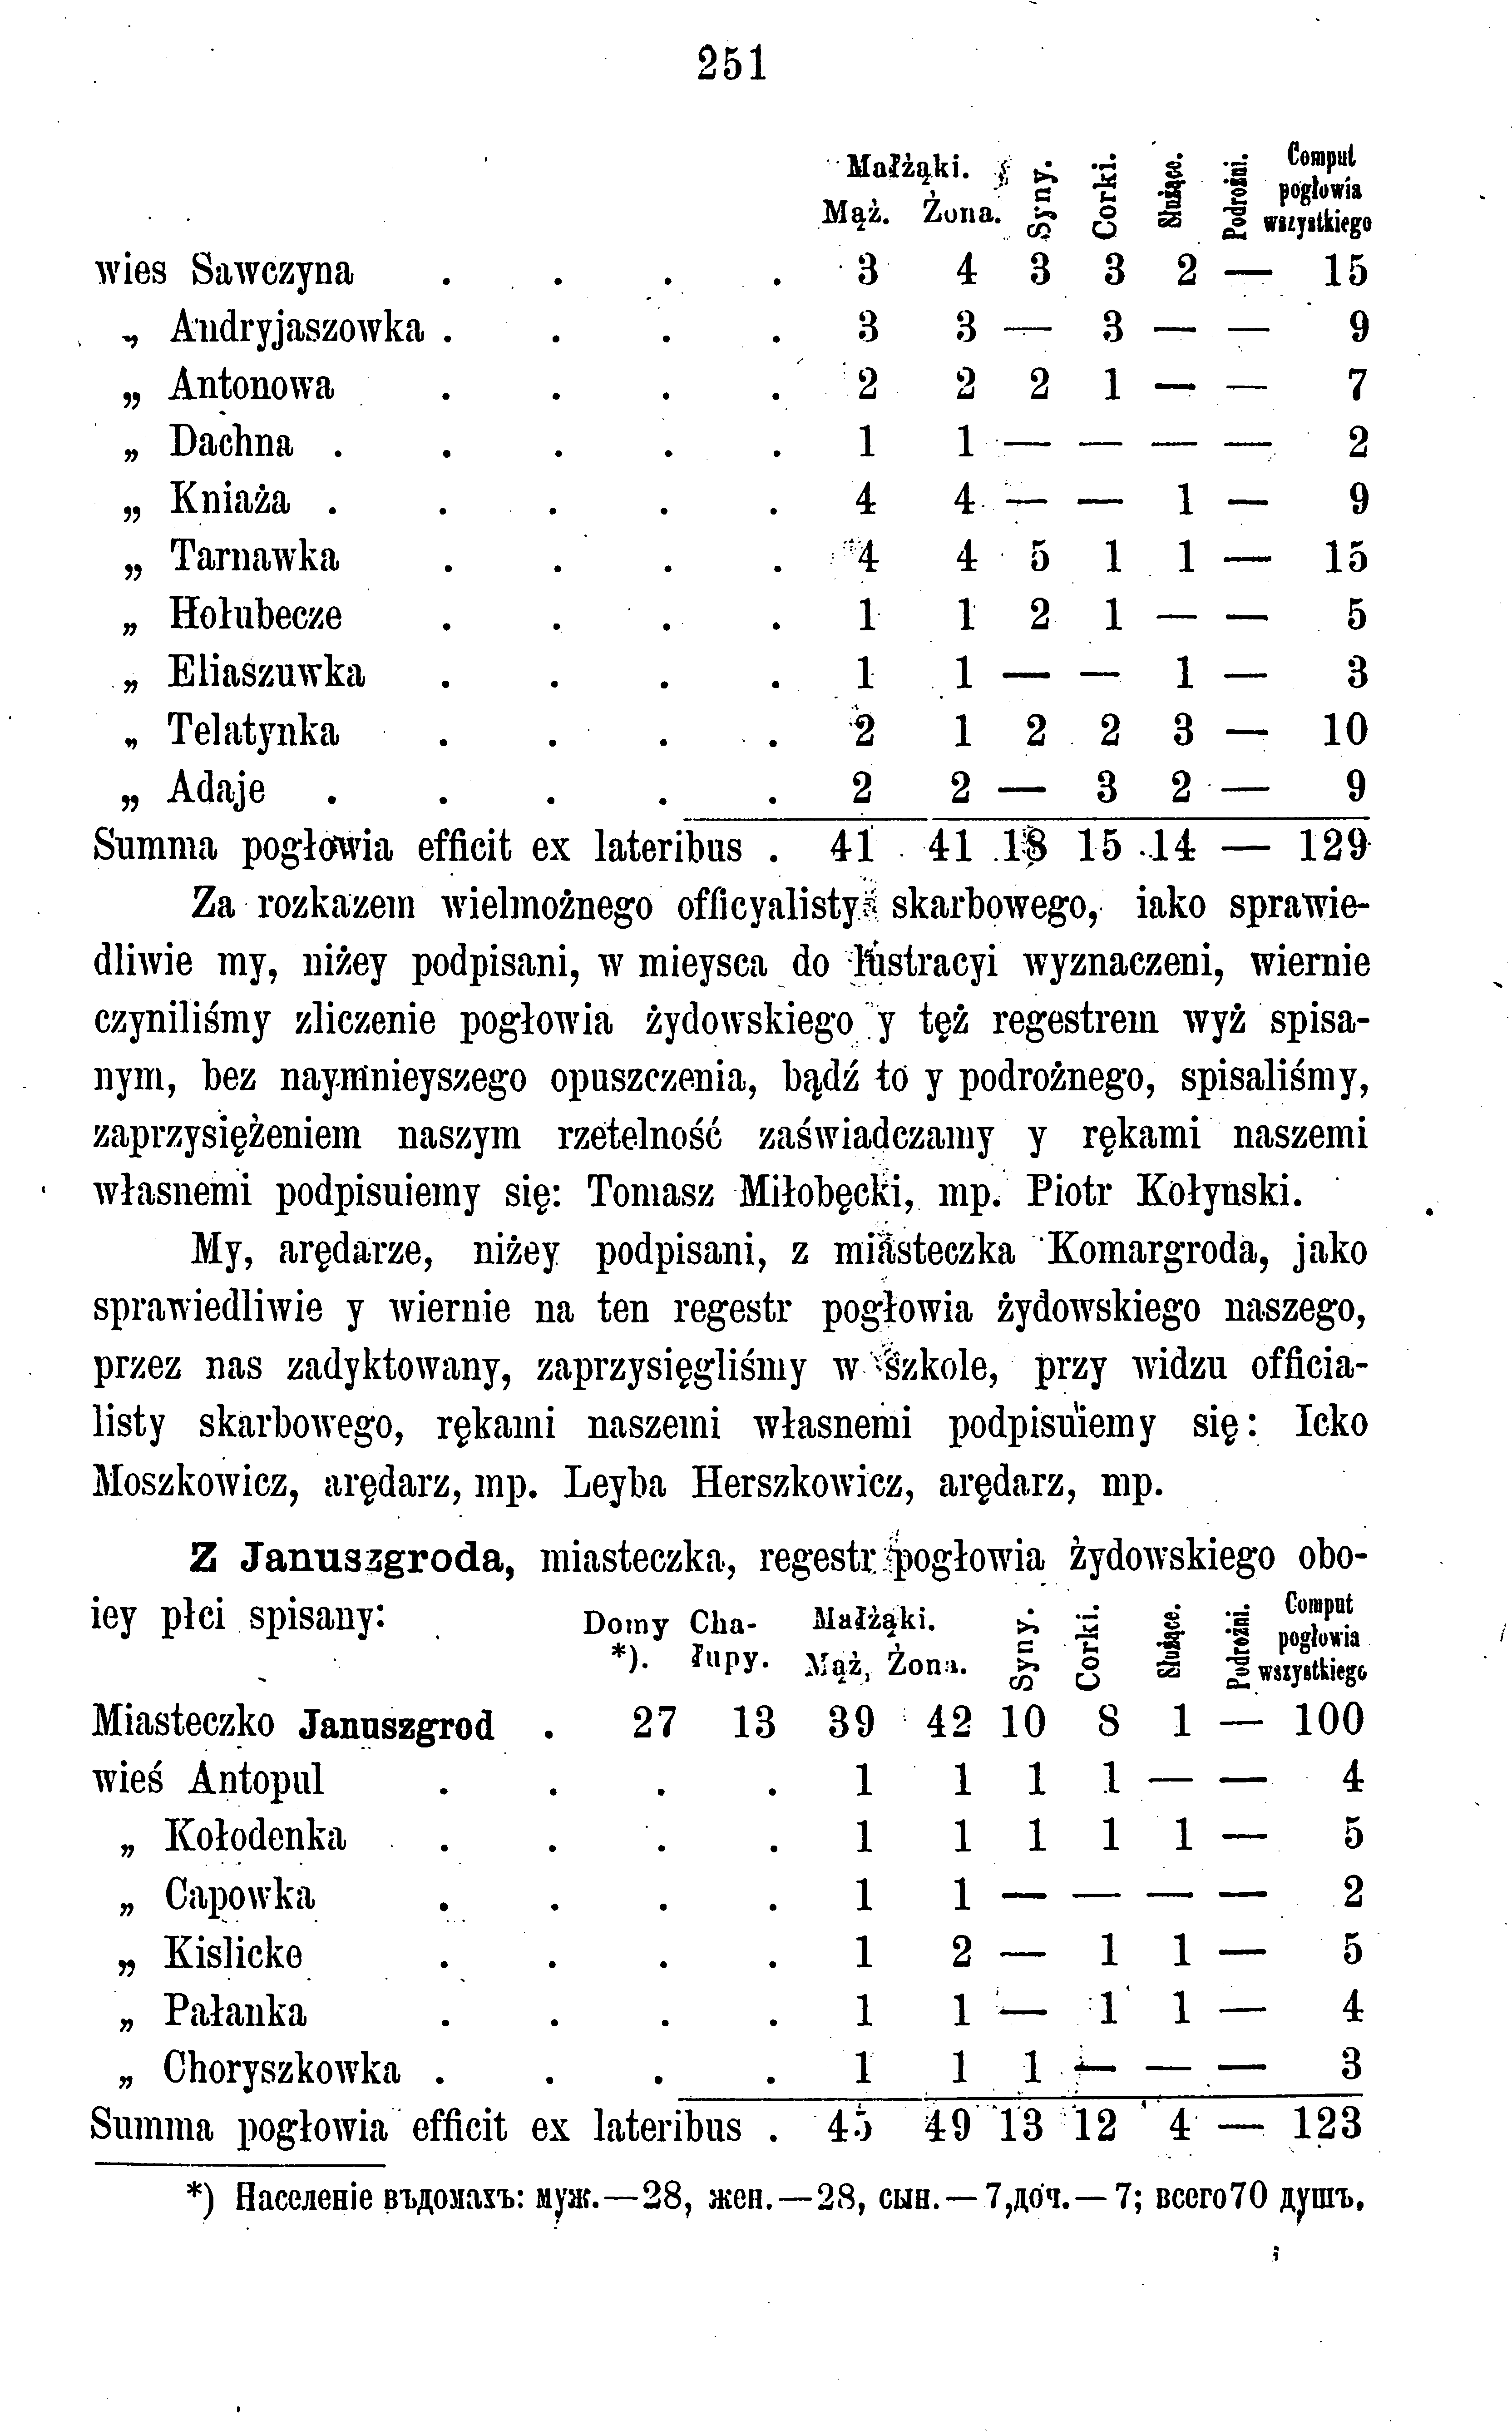 251
Małżąki. Syny. Corki. Służące. Podrożni. Comput
pogłowia
Mąż. Żona. wszystkiego
wies Sawczyna . . . . 3 4 3 3 2 — 15
„ Andryjaszowka . . . . 3 3 — 3 — — 9
„ Antonowa . . . . 2 2 2 1 — — 7
„ Dachna . . . . . 1 1 — — — — 2
„ Kniaża . . . . . 4 4 — — 1 — 9
„ Tarnawka . . . . 4 4 5 1 1 — 15
„ Hołubecze . . . . 1 1 2 1 — — 5
„ Eliaszuwka . . . . 1 1 — — 1 — 3
„ Telatynka . . . . 2 1 2 2 3 — 10
„ Adaje . . . . . 2 2 — 3 2 — 9
Summa pogłowia efficit ex lateribus . 41 41 18 15 14 — 129
Za rozkazem wielmożnego officyalisty skarbowego, iako sprawie-
dliwie my, niżey podpisani, w mieysca do lustracyi wyznaczeni, wiernie
czyniliśmy zliczenie pogłowia żydowskiego y tęż regestrem wyż spisa-
nym, bez naymnieyszego opuszczenia, bądź to y podrożnego, spisaliśmy,
zaprzysiężeniem naszym rzetelność zaświadczamy y rękami naszemi
własnemi podpisuiemy się: Tomasz Miłobęcki, mp. Piotr Kołynski.
My, arędarze, niżey podpisani, z miasteczka Komargroda, jako
sprawiedliwie y wiernie na ten regestr pogłowia żydowskiego naszego,
przez nas zadyktowany, zaprzysięgliśmy w szkole, przy widzu officia-
listy skarbowego, rękami naszemi własnemi podpisuiemy się: Icko
Moszkowicz, arędarz, mp. Leyba Herszkowicz, arędarz, mp.
Z Januszgroda, miasteczka, regestr pogłowia żydowskiego obo-
iey płci spisany: Domy Cha- Małżąki. Syny. Corki. Służące. Podrożni. Comput
pogłowia
*). łupy. Mąż, Żona. wszystkiego
Miasteczko Januszgrod . 27 13 39 42 10 8 1 — 100
wieś Antopul . . . . 1 1 1 1 — — 4
„ Kołodenka . . . . 1 1 1 1 1 — 5
„ Capowka . . . . 1 1 — — — — 2
„ Kislicke . . . . 1 2 — 1 1 — 5
„ Pałanka . . . . 1 1 — 1 1 — 4
„ Choryszkowka . . . . 1 1 1 — — — 3
Summa pogłowia efficit ex lateribus . 45 49 13 12 4 — 123
*) Населеніе въдомахъ: муж.—28, жен.—28, сын.—7,доч.—7; всего70 душъ.